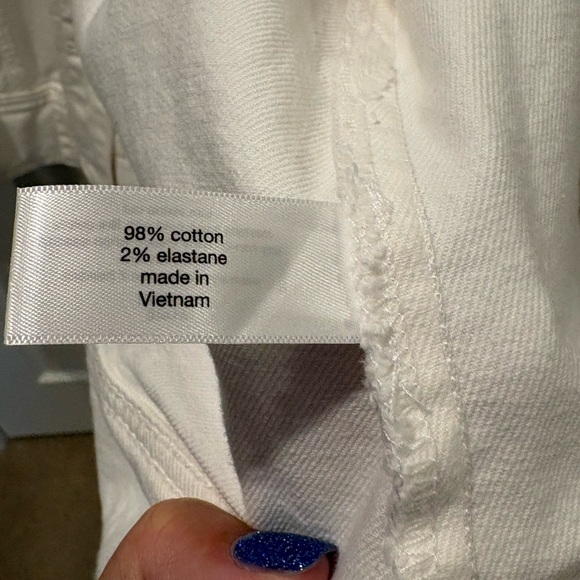 98% cotton
2% elastane
made in
Vietnam